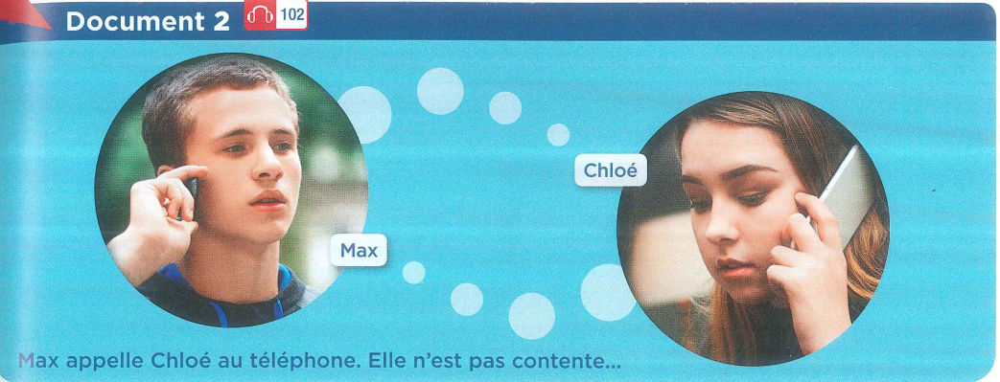 Document 2 102
Chloé
Max
Max appelle Chloé au téléphone. Elle n'est pas contente...